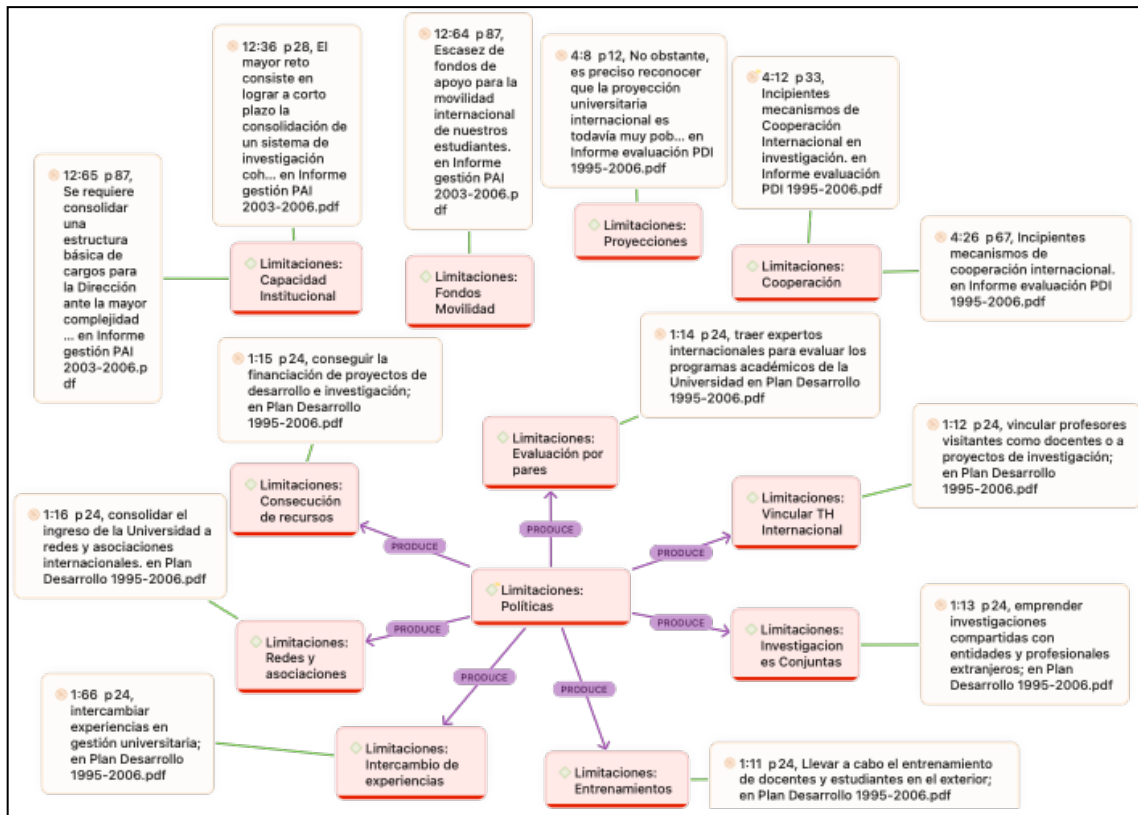 12:36 p28, El
mayor reto
consiste en
lograr a corto
plazo la
consolidación de
un sistema de
investigación
coh... en Informe
gestión PAI
2003-2006.pdf
12:64 p87,
Escasez de
fondos de
apoyo para la
movilidad
internacional
de nuestros
estudiantes.
en Informe
gestión PAI
2003-2006.p
df
4:8 p12, No obstante,
es preciso reconocer
que la proyección
universitaria
internacional es
todavía muy pob... en
Informe evaluación PDI
1995-2006.pdf
4:12 p33,
Incipientes
mecanismos de
Cooperación
Internacional en
investigación. en
Informe evaluación
PDI 1995-2006.pdf
12:65 p87,
Se requiere
consolidar
una
estructura
básica de
cargos para
la Dirección
ante la mayor
complejidad
... en Informe
gestión PAI
2003-2006.p
df
Limitaciones:
Capacidad
Institucional
Limitaciones:
Fondos
Movilidad
Limitaciones:
Proyecciones
Limitaciones:
Cooperación
4:26 p67, Incipientes
mecanismos de
cooperación internacional.
en Informe evaluación PDI
1995-2006.pdf
1:15 p24, conseguir la
financiación de proyectos de
desarrollo e investigación;
en Plan Desarrollo
1995-2006.pdf
1:14 p24, traer expertos
internacionales para evaluar los
programas académicos de
la Universidad en Plan Desarrollo
1995-2006.pdf
1:12 p24, vincular profesores
visitantes como docentes o a
proyectos de investigación;
en Plan Desarrollo
1995-2006.pdf
Limitaciones:
Evaluación por
pares
Limitaciones:
Consecución
de recursos
Limitaciones:
Vincular TH
Internacional
1:16 p24, consolidar el
ingreso de la Universidad a
redes y asociaciones
internacionales. en Plan
Desarrollo 1995-2006.pdf
PRODUCE
PRODUCE
PRODUCE
Limitaciones:
Políticas
PRODUCE
PRODUCE
Limitaciones:
Redes y
asociaciones
Limitaciones:
Investigacion
es Conjuntas
1:13 p24, emprender
investigaciones
compartidas con
entidades y profesionales
extranjeros; en Plan
Desarrollo 1995-2006.pdf
PRODUCE
PRODUCE
1:66 p24,
intercambiar
experiencias en
gestión universitaria;
en Plan Desarrollo
1995-2006.pdf
Limitaciones:
Intercambio de
experiencias
Limitaciones:
Entrenamientos
1:11 p24, Llevar a cabo el entrenamiento
de docentes y estudiantes en el exterior;
en Plan Desarrollo 1995-2006.pdf